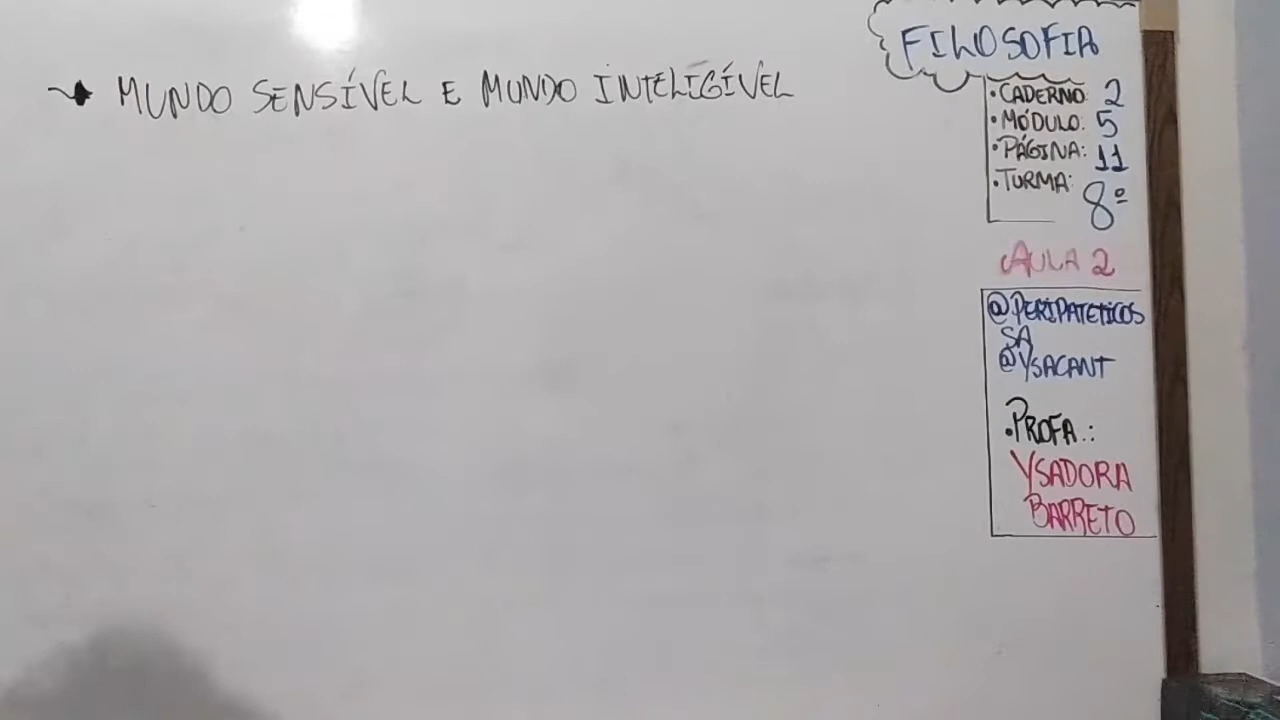 MUNDO SENSÍVEL E MUNDO INTELIGÍVEL
FILOSOFIA
•CADERNO: 2
•MÓDULO: 5
•PÁGINA: 11
•TURMA: 8º
AULA 2
@PERIPATETICOS
SA
@YSACANT
•PROFA.:
YSADORA
BARRETO